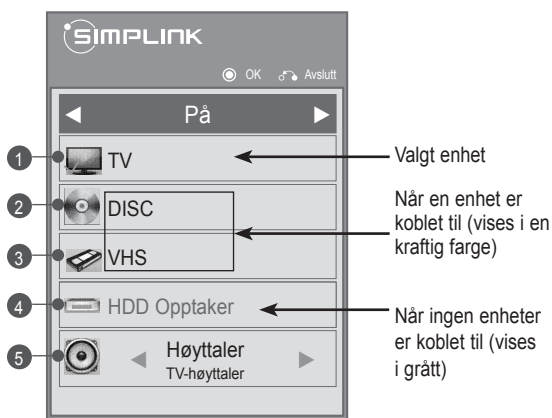 SIMPLINK
OK Avslutt
På
1 TV
Valgt enhet
2 DISC
3 VHS
Når en enhet er
koblet til (vises i en
kraftig farge)
4 HDD Opptaker
Når ingen enheter
er koblet til (vises
i grått)
5 Høyttaler
TV-høyttaler